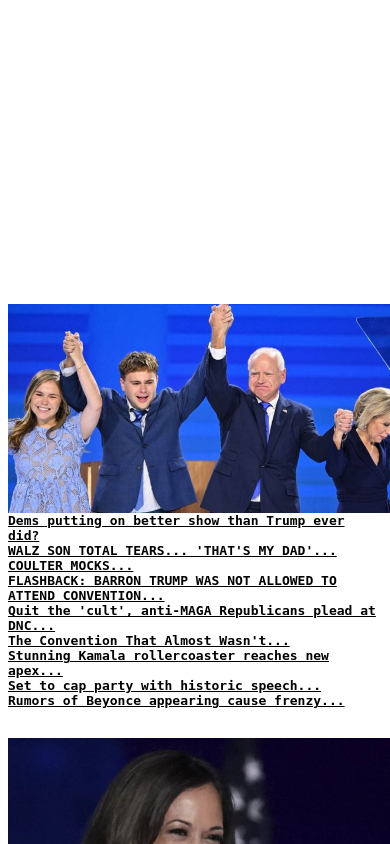 Dems putting on better show than Trump ever
did?
WALZ SON TOTAL TEARS... 'THAT'S MY DAD'...
COULTER MOCKS...
FLASHBACK: BARRON TRUMP WAS NOT ALLOWED TO
ATTEND CONVENTION...
Quit the 'cult', anti-MAGA Republicans plead at
DNC...
The Convention That Almost Wasn't...
Stunning Kamala rollercoaster reaches new
apex...
Set to cap party with historic speech...
Rumors of Beyonce appearing cause frenzy...